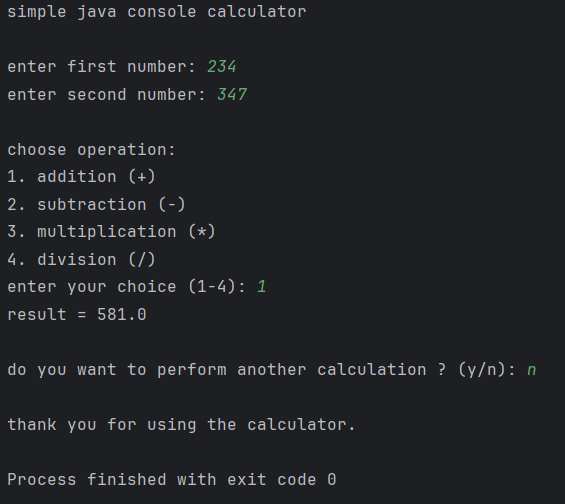 simple java console calculator
enter first number: 234
enter second number: 347
choose operation:
1. addition (+)
2. subtraction (-)
3. multiplication (*)
4. division (/)
enter your choice (1-4): 1
result = 581.0
do you want to perform another calculation ? (y/n): n
thank you for using the calculator.
Process finished with exit code 0